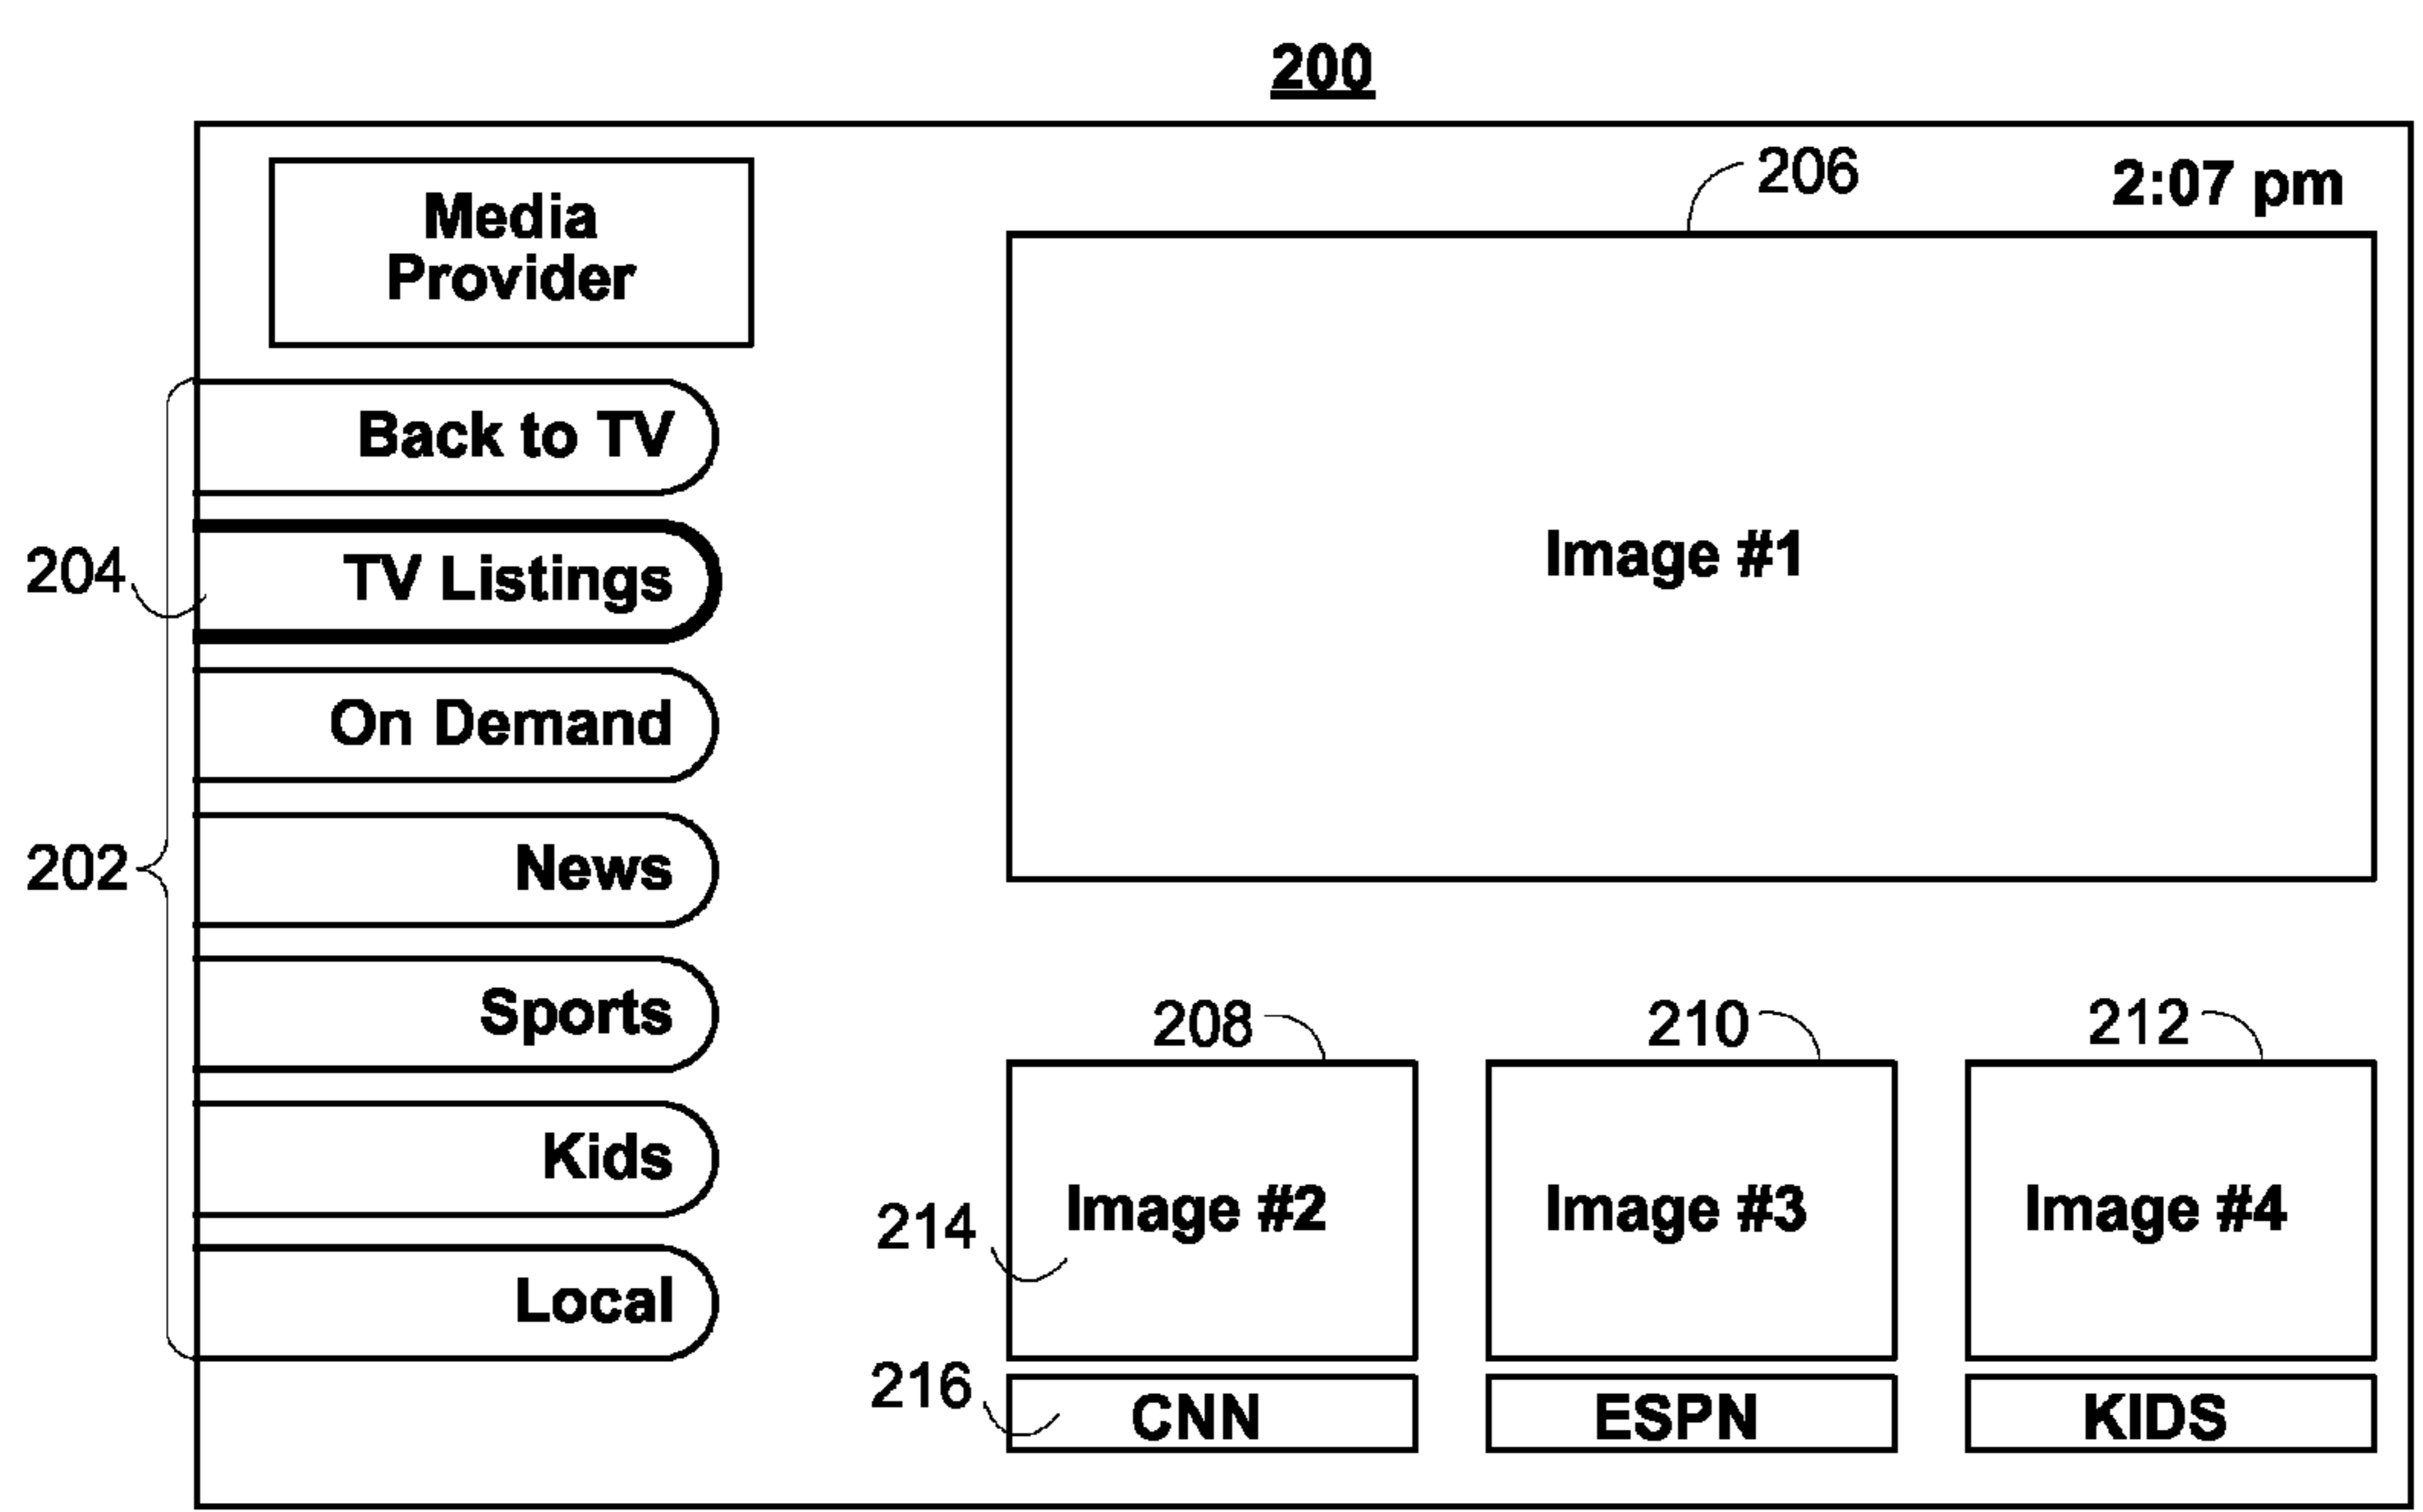 200
206
2:07 pm
Media
Provider
Back to TV
204
TV Listings
Image #1
On Demand
202
News
Sports
Kids
Local
208
210
212
214
Image #2
Image #3
Image #4
216
CNN
ESPN
KIDS